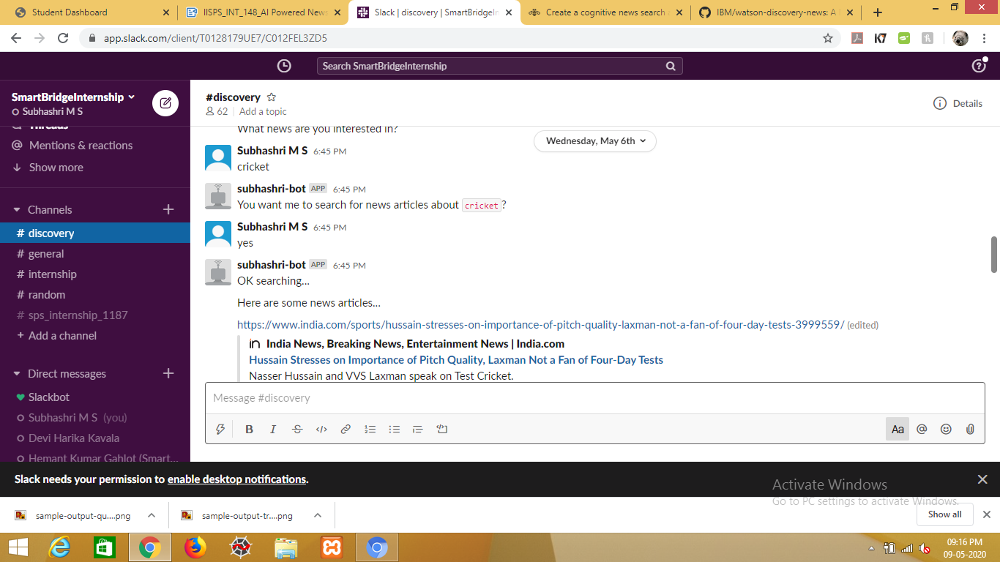 Student Dashboard
IISPS_INT_148_AI Powered News
Slack | discovery | SmartBridgeIn
Create a cognitive news search a
IBM/watson-discovery-news: A
app.slack.com/client/T0128179UE7/C012FEL3ZD5
Search SmartBridgeInternship
SmartBridgeInternship
Subhashri M S
Threads
@ Mentions & reactions
Show more
Channels +
# discovery
# general
# internship
# random
# sps_internship_1187
+ Add a channel
Direct messages +
Slackbot
Subhashri M S (you)
Devi Harika Kavala
Hemant Kumar Gahlot (Smart...
#discovery
62 | Add a topic
Details
What news are you interested in?
Wednesday, May 6th
Subhashri M S 6:45 PM
cricket
subhashri-bot APP 6:45 PM
You want me to search for news articles about cricket?
Subhashri M S 6:45 PM
yes
subhashri-bot APP 6:45 PM
OK searching...
Here are some news articles...
https://www.india.com/sports/hussain-stresses-on-importance-of-pitch-quality-laxman-not-a-fan-of-four-day-tests-3999559/ (edited)
India News, Breaking News, Entertainment News | India.com
Hussain Stresses on Importance of Pitch Quality, Laxman Not a Fan of Four-Day Tests
Nasser Hussain and VVS Laxman speak on Test Cricket.
Message #discovery
B I S </> Aa @
Slack needs your permission to enable desktop notifications.
Activate Windows
Go to PC settings to activate Windows.
sample-output-qu....png
sample-output-tr....png
Show all
09:16 PM
09-05-2020